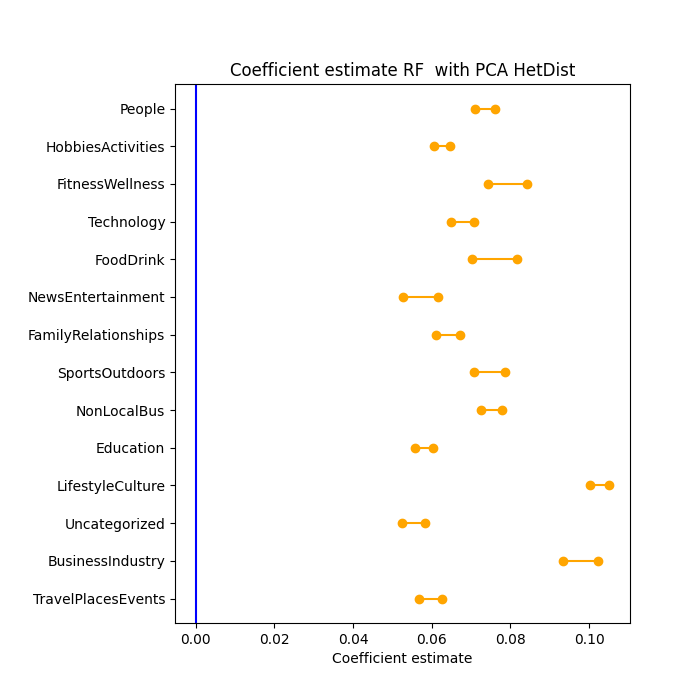 Coefficient estimate RF  with PCA HetDist
People
HobbiesActivities
FitnessWellness
Technology
FoodDrink
NewsEntertainment
FamilyRelationships
SportsOutdoors
NonLocalBus
Education
LifestyleCulture
Uncategorized
BusinessIndustry
TravelPlacesEvents
0.00 0.02 0.04 0.06 0.08 0.10
Coefficient estimate